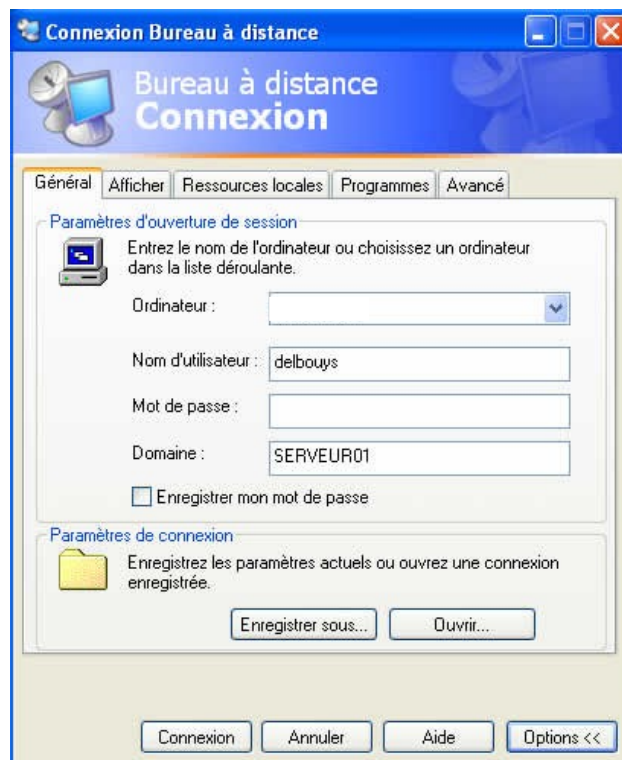 Connexion Bureau à distance
Bureau à distance
Connexion
Général Afficher Ressources locales Programmes Avancé
Paramètres d'ouverture de session
Entrez le nom de l'ordinateur ou choisissez un ordinateur
dans la liste déroulante.
Ordinateur :
Nom d'utilisateur : delbouys
Mot de passe :
Domaine : SERVEUR01
Enregistrer mon mot de passe
Paramètres de connexion
Enregistrez les paramètres actuels ou ouvrez une connexion
enregistrée.
Enregistrer sous... Ouvrir...
Connexion Annuler Aide Options <<